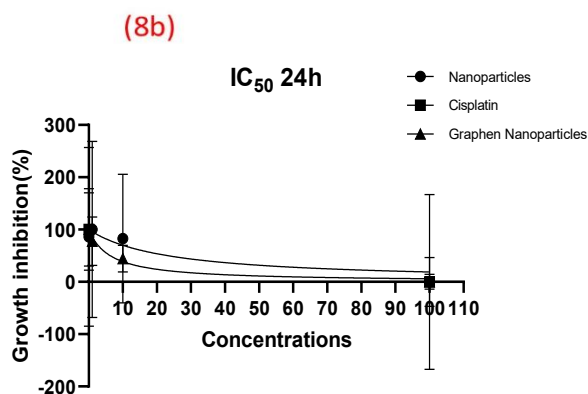 (8b)
IC50 24h
Nanoparticles
Cisplatin
Graphen Nanoparticles
Growth inhibition(%)
300
200
100
0
-100
-200
10 20 30 40 50 60 70 80 90 100 110
Concentrations